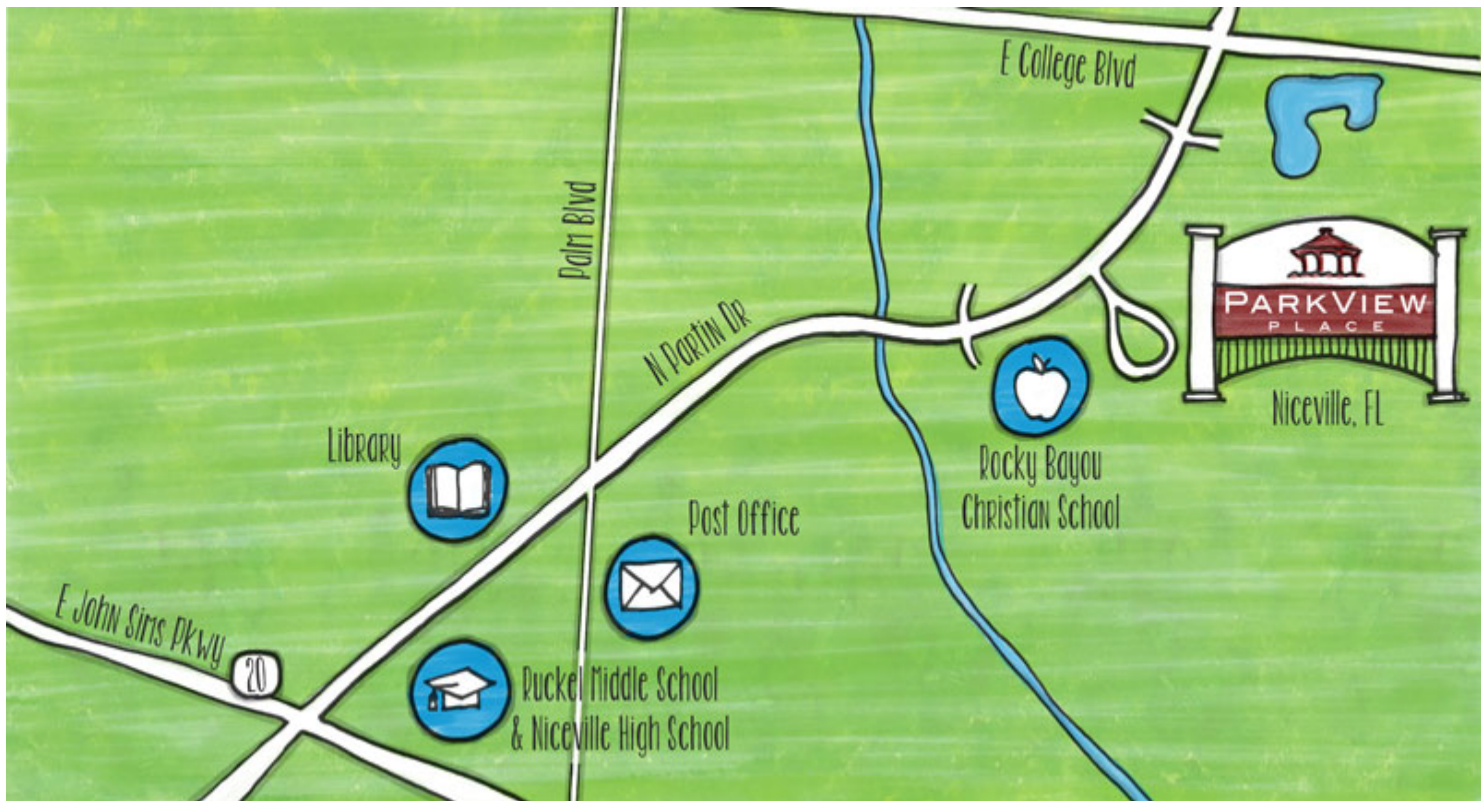 E College Blvd
Palm Blvd
N Partin Dr
ParkView
Place
Niceville, FL
Library
Rocky Bayou
Christian School
Post Office
E John Sims Pkwy
20
Ruckel Middle School
& Niceville High School